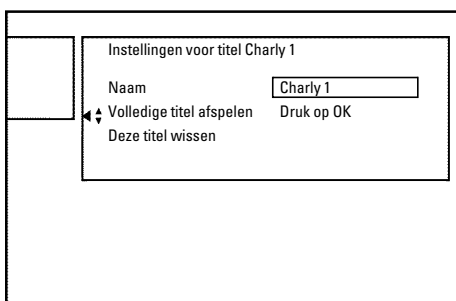 Instellingen voor titel Charly 1
Naam Charly 1
Volledige titel afspelen Druk op OK
Deze titel wissen